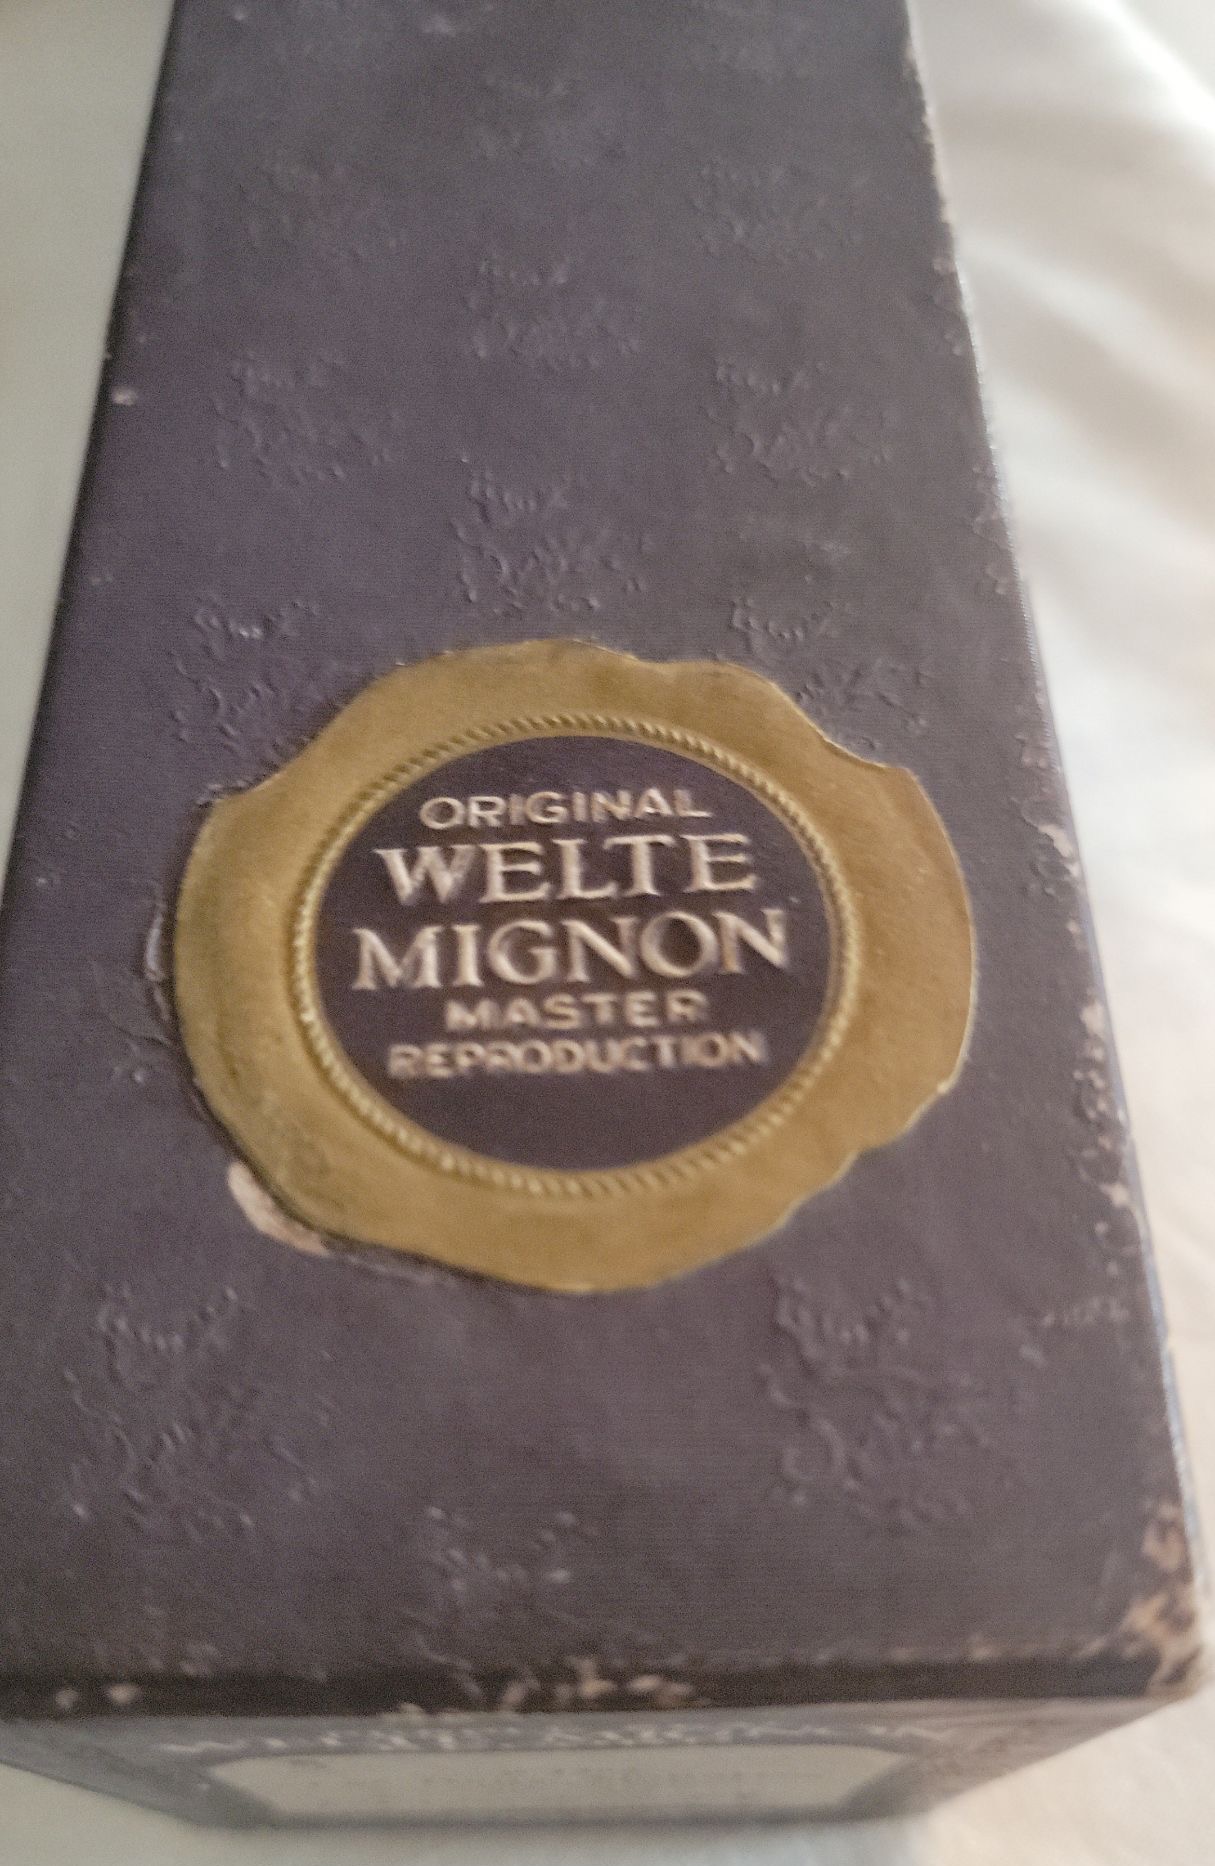 ORIGINAL
WELTE
MIGNON
MASTER
REPRODUCTION